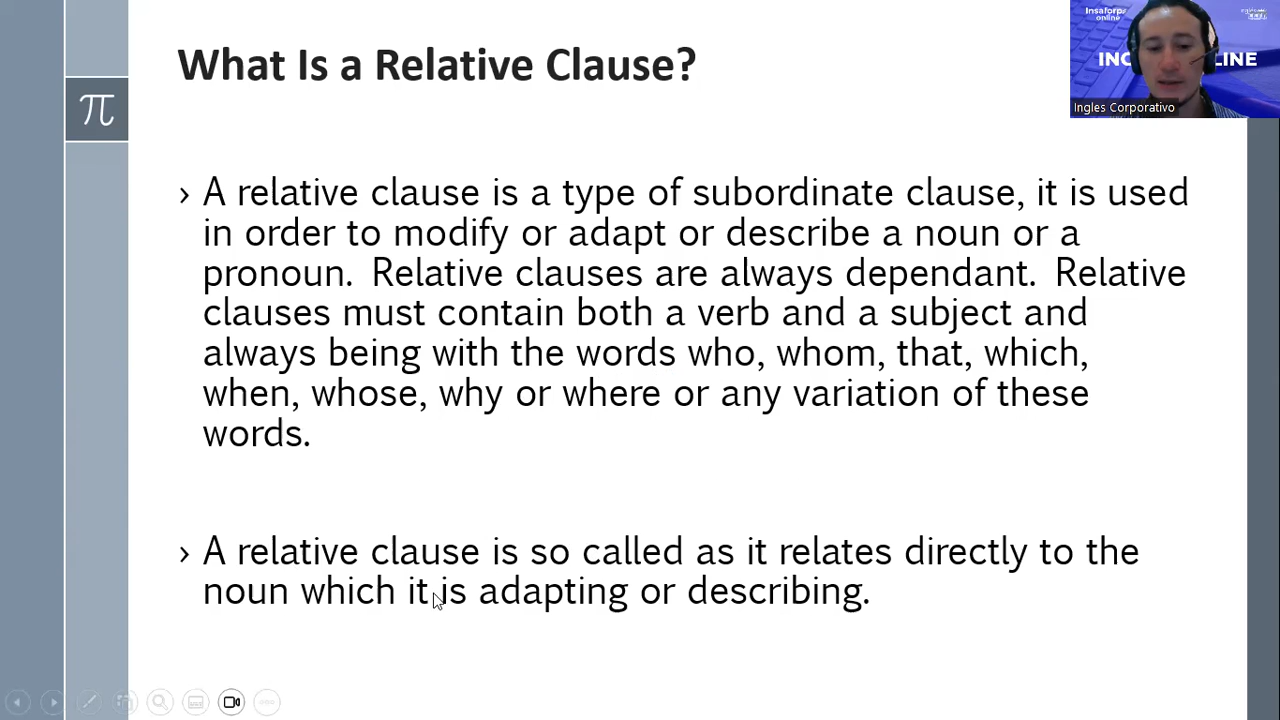 What Is a Relative Clause?
π
Insaforp
online
INC
LINE
Ingles Corporativo
› A relative clause is a type of subordinate clause, it is used
in order to modify or adapt or describe a noun or a
pronoun. Relative clauses are always dependant. Relative
clauses must contain both a verb and a subject and
always being with the words who, whom, that, which,
when, whose, why or where or any variation of these
words.
› A relative clause is so called as it relates directly to the
noun which it is adapting or describing.